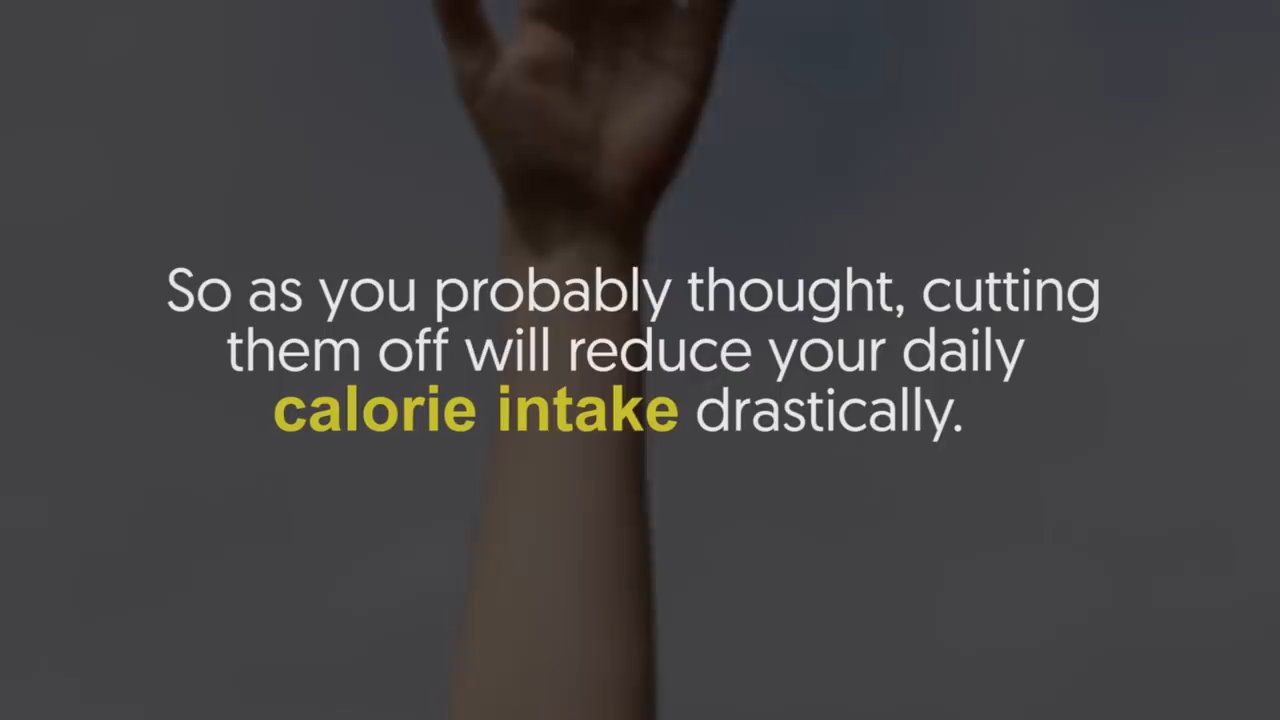 So as you probably thought, cutting
them off will reduce your daily
calorie intake drastically.